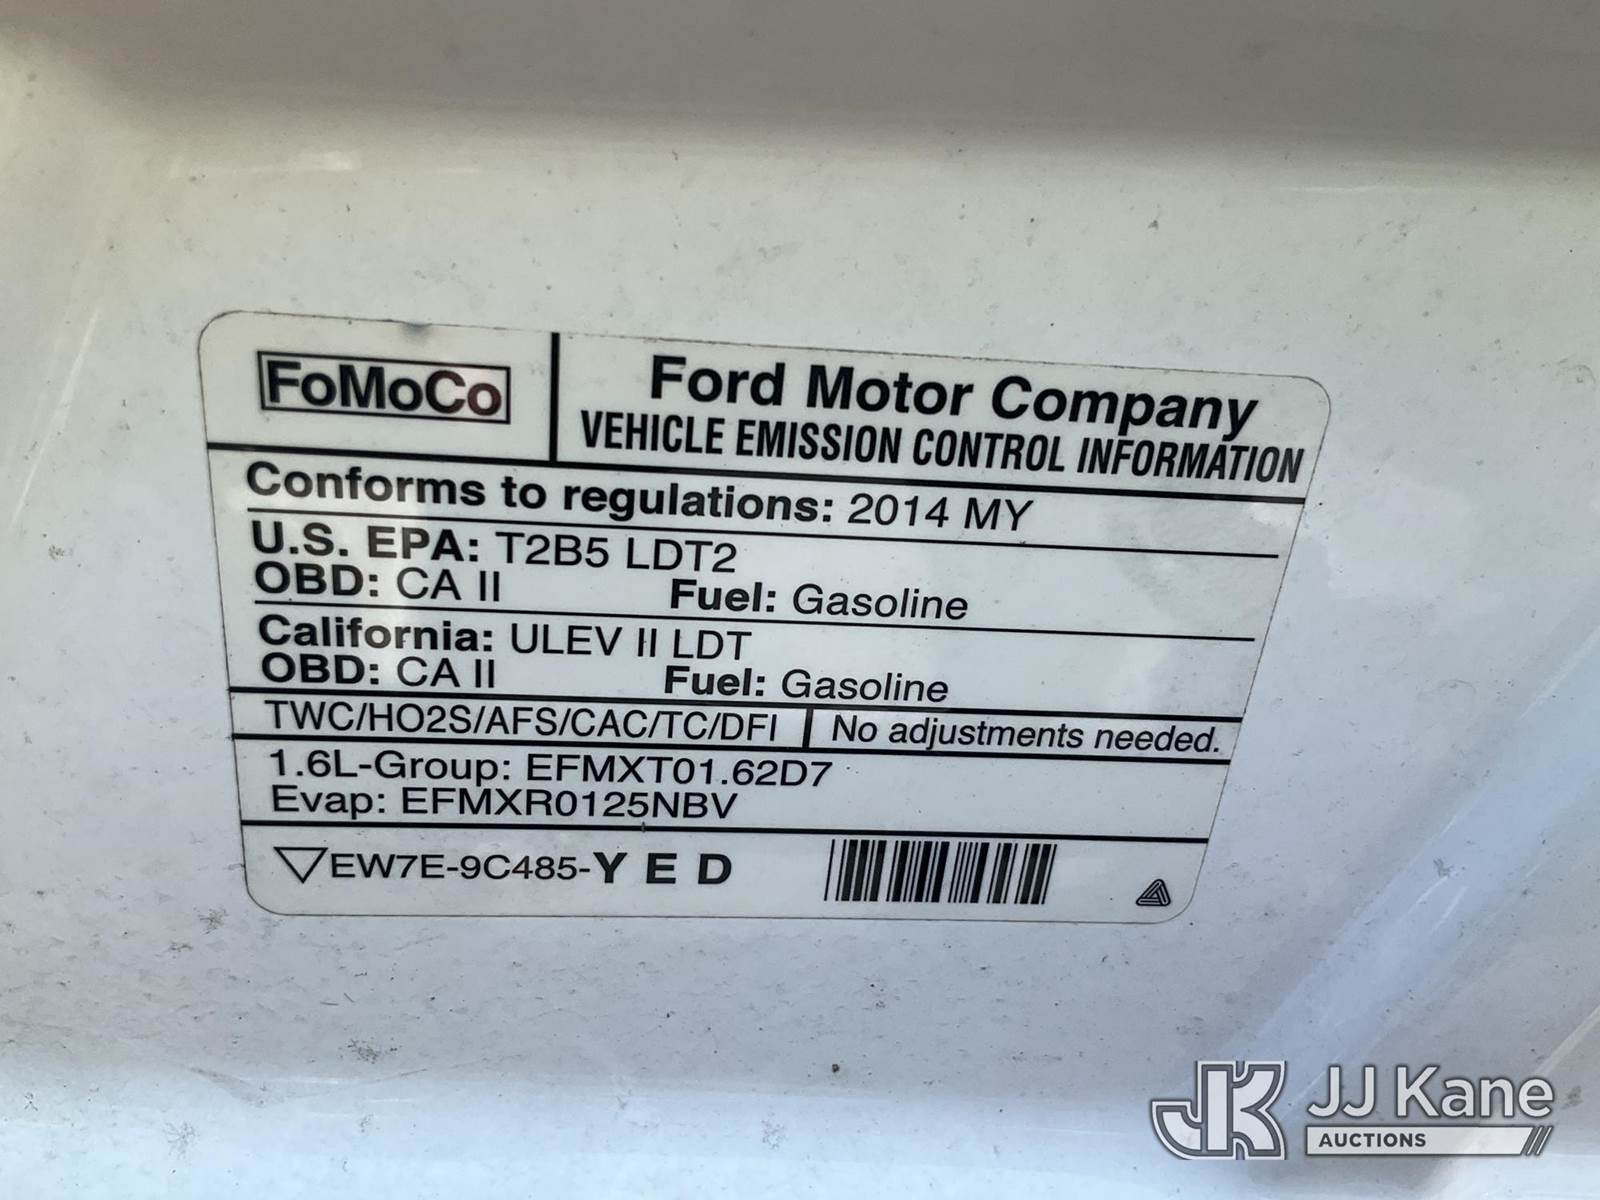 FoMoCo
Ford Motor Company
VEHICLE EMISSION CONTROL INFORMATION
Conforms to regulations: 2014 MY
U.S. EPA: T2B5 LDT2
OBD: CA II Fuel: Gasoline
California: ULEV II LDT
OBD: CA II Fuel: Gasoline
TWC/HO2S/AFS/CAC/TC/DFI No adjustments needed.
1.6L-Group: EFMXT01.62D7
Evap: EFMXR0125NBV
EW7E-9C485-Y E D
JK JJ Kane
AUCTIONS